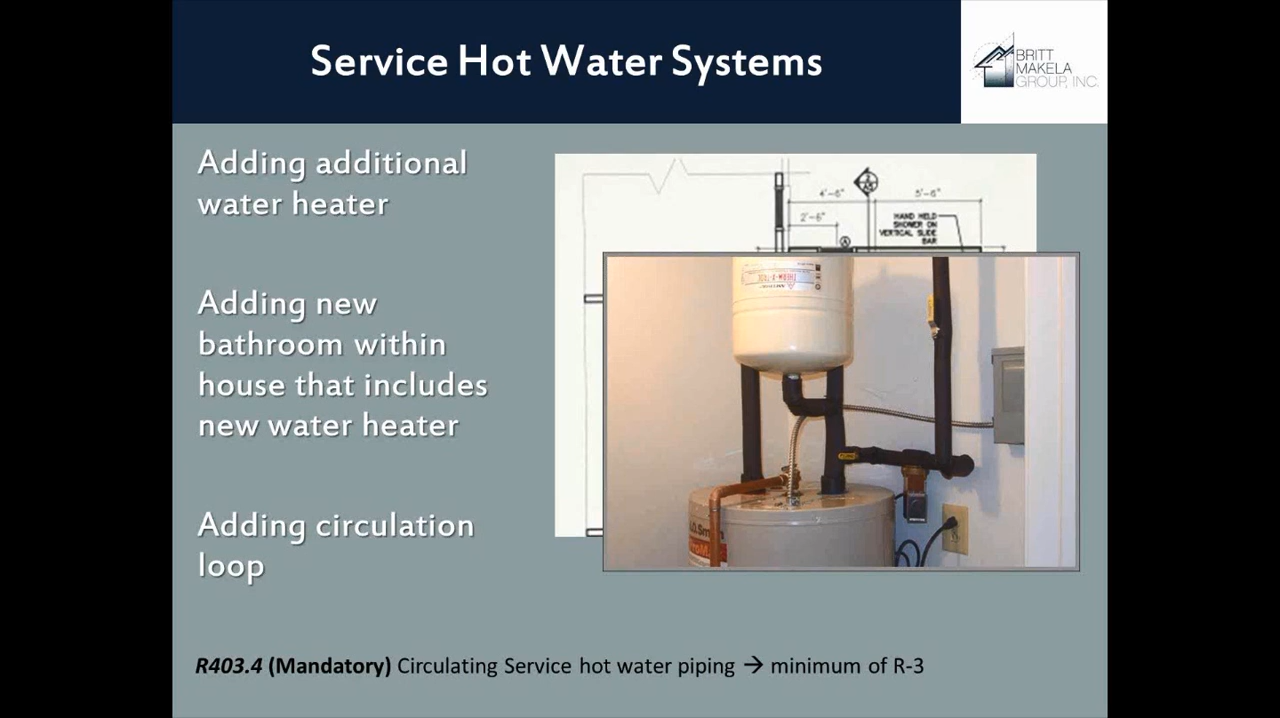 Service Hot Water Systems
BRITT
MAKELA
GROUP, INC.
Adding additional
water heater
Adding new
bathroom within
house that includes
new water heater
Adding circulation
loop
4'-6"
5'-6"
2'-6"
HAND HELD
SHOWER ON
VERTICAL SLIDE
BAR
A
THERM-X-TROL
R403.4 (Mandatory) Circulating Service hot water piping → minimum of R-3